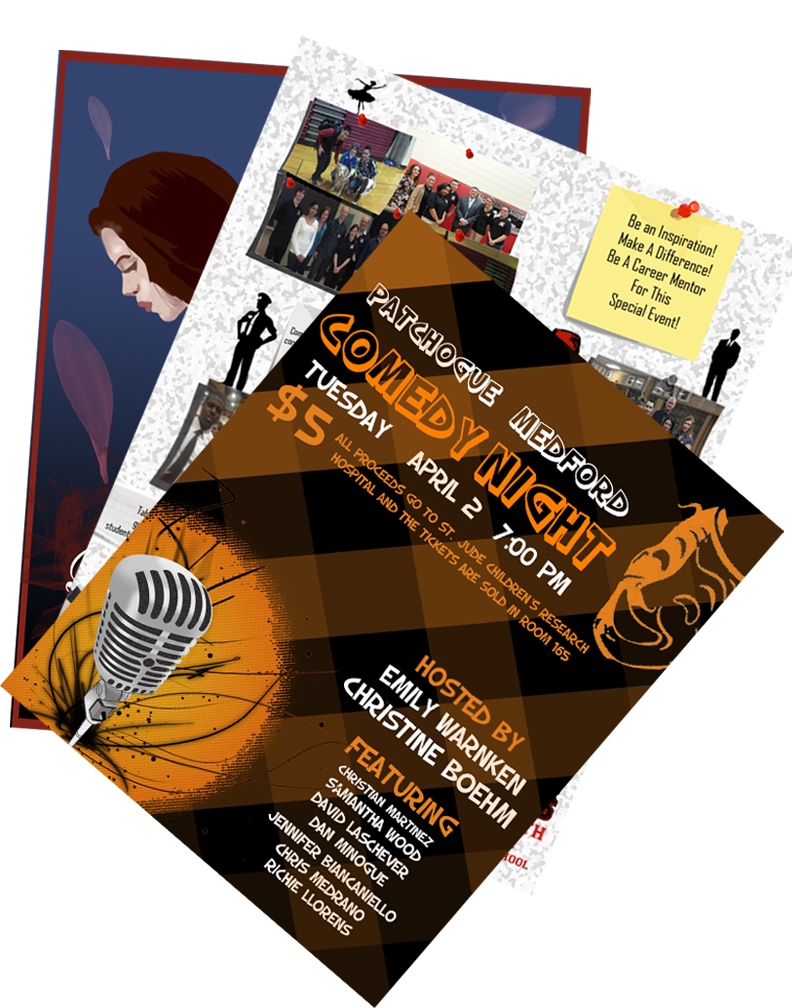 Be an Inspiration!
Make A Difference!
Be A Career Mentor
For This
Special Event!
PATCHOGUE MEDFORD
COMEDY NIGHT
TUESDAY APRIL 2 7:00 PM
$5
ALL PROCEEDS GO TO ST. JUDE CHILDREN'S RESEARCH
HOSPITAL AND THE TICKETS ARE SOLD IN ROOM 165
HOSTED BY
EMILY WARNKEN
CHRISTINE BOEHM
FEATURING
CHRISTIAN MARTINEZ
SAMANTHA WOOD
DAVID LASCHEVER
DAN MINOGUE
JENNIFER BIANCANIELLO
CHRIS MEDRANO
RICHIE LLORENS